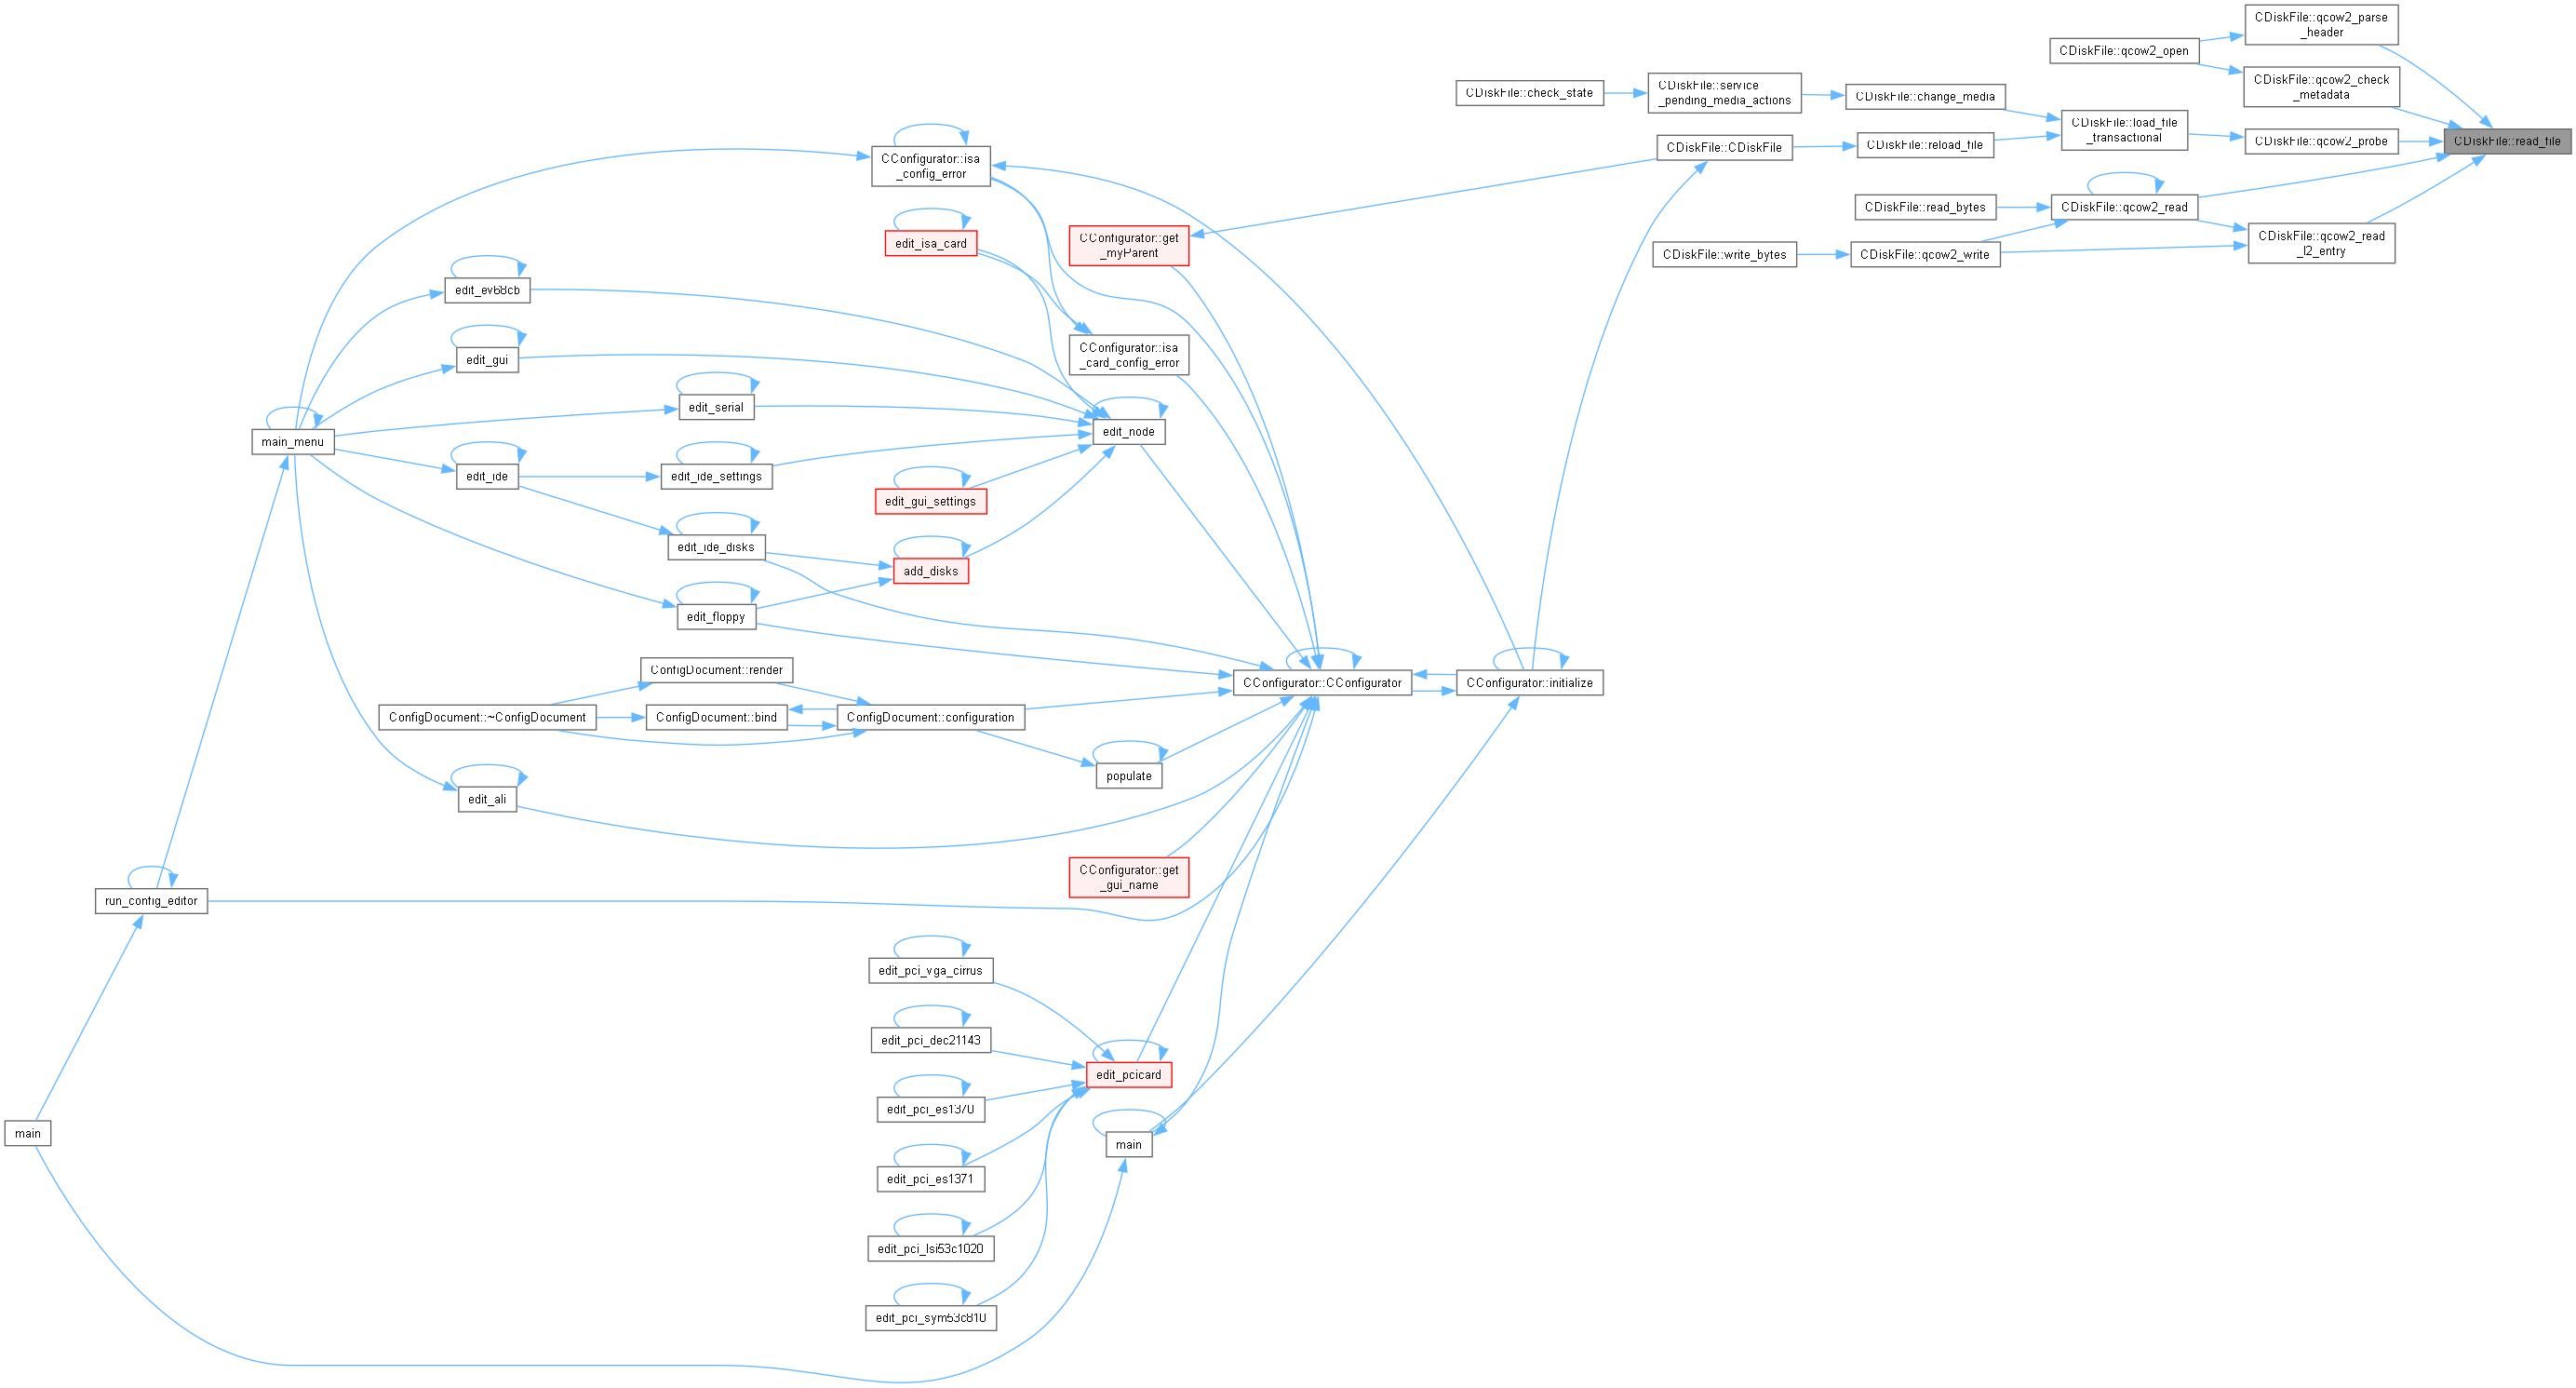 CDiskFile::qcow2_parse
_header
CDiskFile::qcow2_open
CDiskFile::qcow2_check
_metadata
CDiskFile::check_state
CDiskFile::service
_pending_media_actions
CDiskFile::change_media
CDiskFile::load_file
_transactional
CDiskFile::qcow2_probe
CDiskFile::read_file
CDiskFile::CDiskFile
CDiskFile::reload_file
CConfigurator::isa
_config_error
CDiskFile::read_bytes
CDiskFile::qcow2_read
CDiskFile::qcow2_read
_l2_entry
edit_isa_card
CConfigurator::get
_myParent
CDiskFile::write_bytes
CDiskFile::qcow2_write
edit_ev68cb
edit_gui
CConfigurator::isa
_card_config_error
edit_serial
main_menu
edit_node
edit_ide
edit_ide_settings
edit_gui_settings
edit_ide_disks
add_disks
edit_floppy
ConfigDocument::render
CConfigurator::CConfigurator
CConfigurator::initialize
ConfigDocument::~ConfigDocument
ConfigDocument::bind
ConfigDocument::configuration
populate
edit_ali
CConfigurator::get
_gui_name
run_config_editor
edit_pci_vga_cirrus
edit_pci_dec21143
edit_pcicard
edit_pci_es1370
main
main
edit_pci_es1371
edit_pci_lsi53c1020
edit_pci_sym53c810